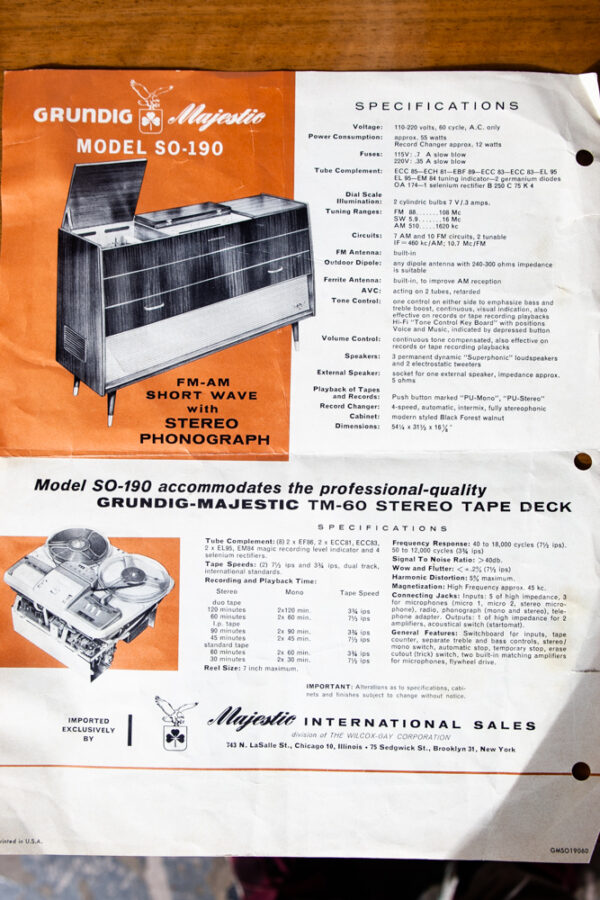 GRUNDIG Majestic
MODEL SO-190
FM-AM
SHORT WAVE
with
STEREO
PHONOGRAPH
SPECIFICATIONS
Voltage: 110-220 volts, 60 cycle, A.C. only
Power Consumption: approx. 55 watts
Record Changer approx. 12 watts
Fuses: 115V: .7 A slow blow
220V: .35 A slow blow
Tube Complement: ECC 85—ECH 81—EBF 89—ECC 83—ECC 83—EL 95
EL 95—EM 84 tuning indicator—2 germanium diodes
OA 174—1 selenium rectifier B 250 C 75 K 4
Dial Scale
Illumination: 2 cylindric bulbs 7 V/.3 amps.
Tuning Ranges: FM 88.......108 Mc
SW 5.9.......16 Mc
AM 510.....1620 kc
Circuits: 7 AM and 10 FM circuits, 2 tunable
IF=460 kc/AM; 10.7 Mc/FM
FM Antenna: built-in
Outdoor Dipole: any dipole antenna with 240-300 ohms impedance
is suitable
Ferrite Antenna: built-in, to improve AM reception
AVC: acting on 2 tubes, retarded
Tone Control: one control on either side to emphasize bass and
treble boost, continuous, visual indication, also
effective on records or tape recording playbacks
Hi-Fi "Tone Control Key Board" with positions
Voice and Music, indicated by depressed button
Volume Control: continuous tone compensated, also effective on
records or tape recording playbacks
Speakers: 3 permanent dynamic "Superphonic" loudspeakers
and 2 electrostatic tweeters
External Speaker: socket for one external speaker, impedance approx.
5 ohms
Playback of Tapes
and Records: Push button marked "PU-Mono", "PU-Stereo"
Record Changer: 4-speed, automatic, intermix, fully stereophonic
Cabinet: modern styled Black Forest walnut
Dimensions: 54¼ x 31½ x 16⅞"
Model SO-190 accommodates the professional-quality
GRUNDIG-MAJESTIC TM-60 STEREO TAPE DECK
SPECIFICATIONS
Tube Complement: (8) 2 x EF86, 2 x ECC81, ECC83,
2 x EL95, EM84 magic recording level indicator and 4
selenium rectifiers.
Tape Speeds: (2) 7½ ips and 3¾ ips, dual track,
international standards.
Recording and Playback Time:
Stereo Mono Tape Speed
duo tape
120 minutes 2x120 min. 3¾ ips
60 minutes 2x 60 min. 7½ ips
l.p. tape
90 minutes 2x 90 min. 3¾ ips
45 minutes 2x 45 min. 7½ ips
standard tape
60 minutes 2x 60 min. 3¾ ips
30 minutes 2x 30 min. 7½ ips
Reel Size: 7 inch maximum.
Frequency Response: 40 to 18,000 cycles (7½ ips).
50 to 12,000 cycles (3¾ ips)
Signal To Noise Ratio: >40db.
Wow and Flutter: <+.2% (7½ ips)
Harmonic Distortion: 5% maximum.
Magnetization: High Frequency approx. 45 kc.
Connecting Jacks: Inputs: 5 of high impedance, 3
for microphones (micro 1, micro 2, stereo micro-
phone), radio, phonograph (mono and stereo), tele-
phone adapter. Outputs: 1 of high impedance for 2
amplifiers, acoustical switch (startomat).
General Features: Switchboard for inputs, tape
counter, separate treble and bass controls, stereo/
mono switch, automatic stop, temporary stop, erase
cutout (trick) switch, two built-in matching amplifiers
for microphones, flywheel drive.
IMPORTANT: Alterations as to specifications, cabi-
nets and finishes subject to change without notice.
IMPORTED
EXCLUSIVELY
BY
Majestic INTERNATIONAL SALES
division of THE WILCOX-GAY CORPORATION
743 N. LaSalle St., Chicago 10, Illinois • 75 Sedgwick St., Brooklyn 31, New York
rinted in U.S.A.
GMSO19060